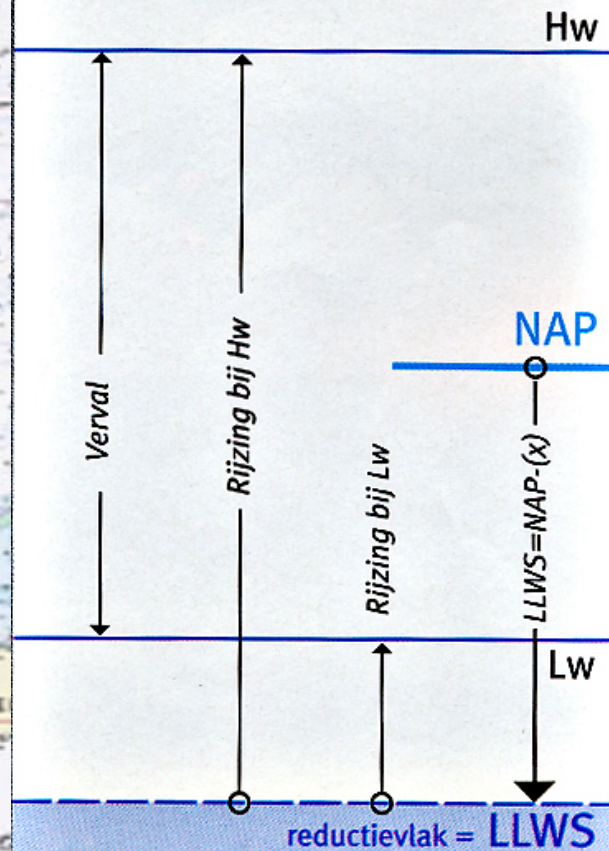 Hw
NAP
Verval
Rijzing bij Hw
Rijzing bij Lw
LLWS=NAP-(x)
Lw
reductievlak = LLWS